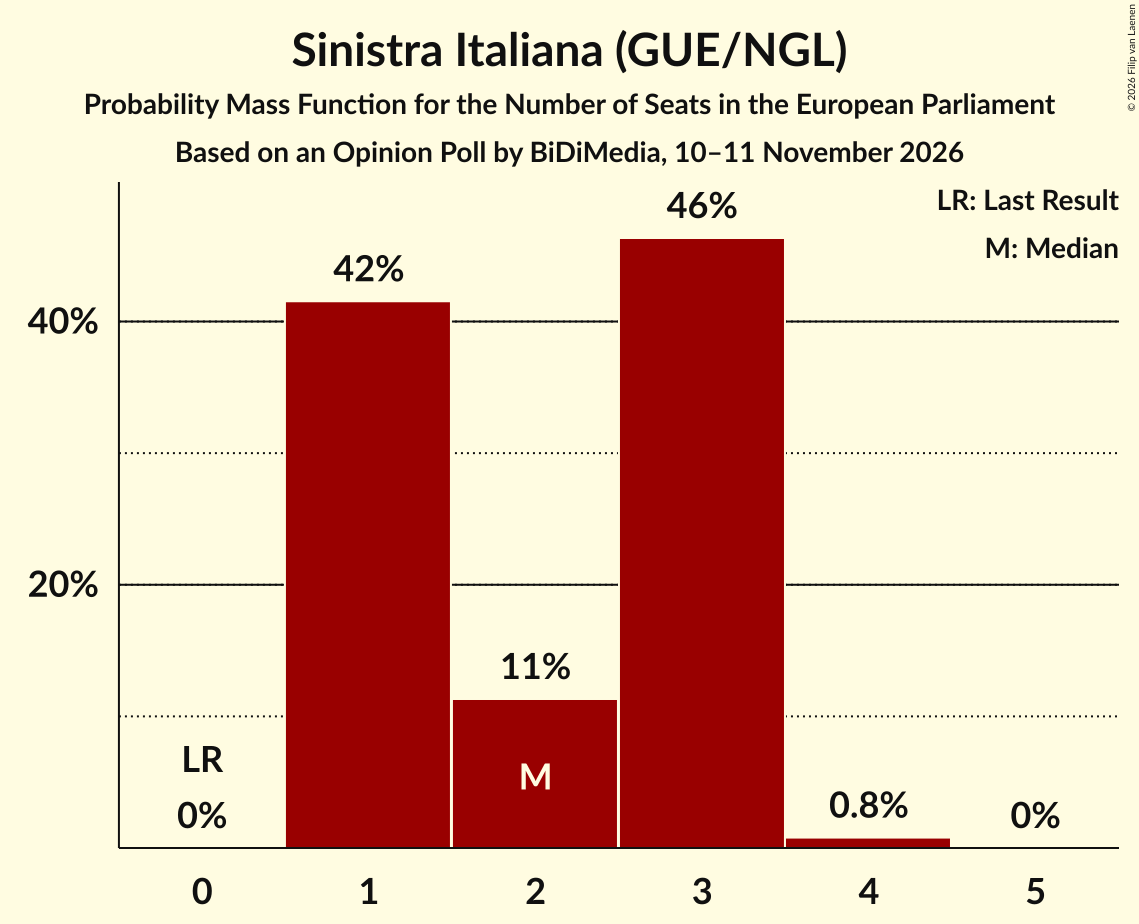 Sinistra Italiana (GUE/NGL)
Probability Mass Function for the Number of Seats in the European Parliament
Based on an Opinion Poll by BiDiMedia, 10–11 November 2026
© 2026 Filip van Laenen
LR: Last Result
M: Median
46%
42%
40%
20%
11%
M
LR
0%
0.8%
0%
0 1 2 3 4 5